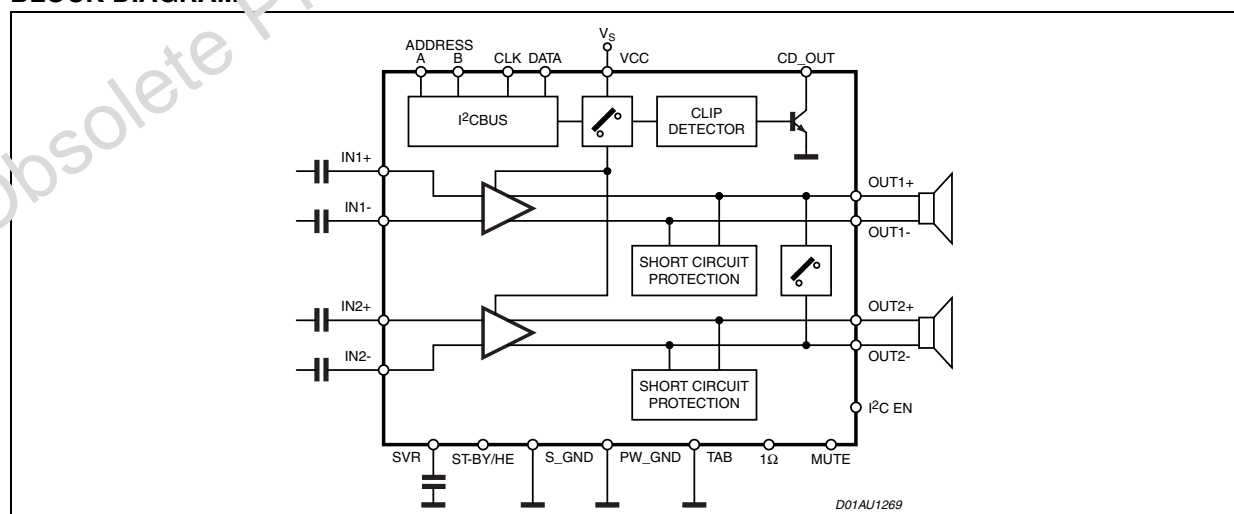 BLOCK DIAGRAM
Obsolete Pr
VS
ADDRESS
A B CLK DATA VCC CD_OUT
I2CBUS
CLIP
DETECTOR
IN1+
OUT1+
IN1-
OUT1-
SHORT CIRCUIT
PROTECTION
IN2+
OUT2+
IN2-
OUT2-
SHORT CIRCUIT
PROTECTION
I2C EN
SVR ST-BY/HE S_GND PW_GND TAB 1Ω MUTE
D01AU1269